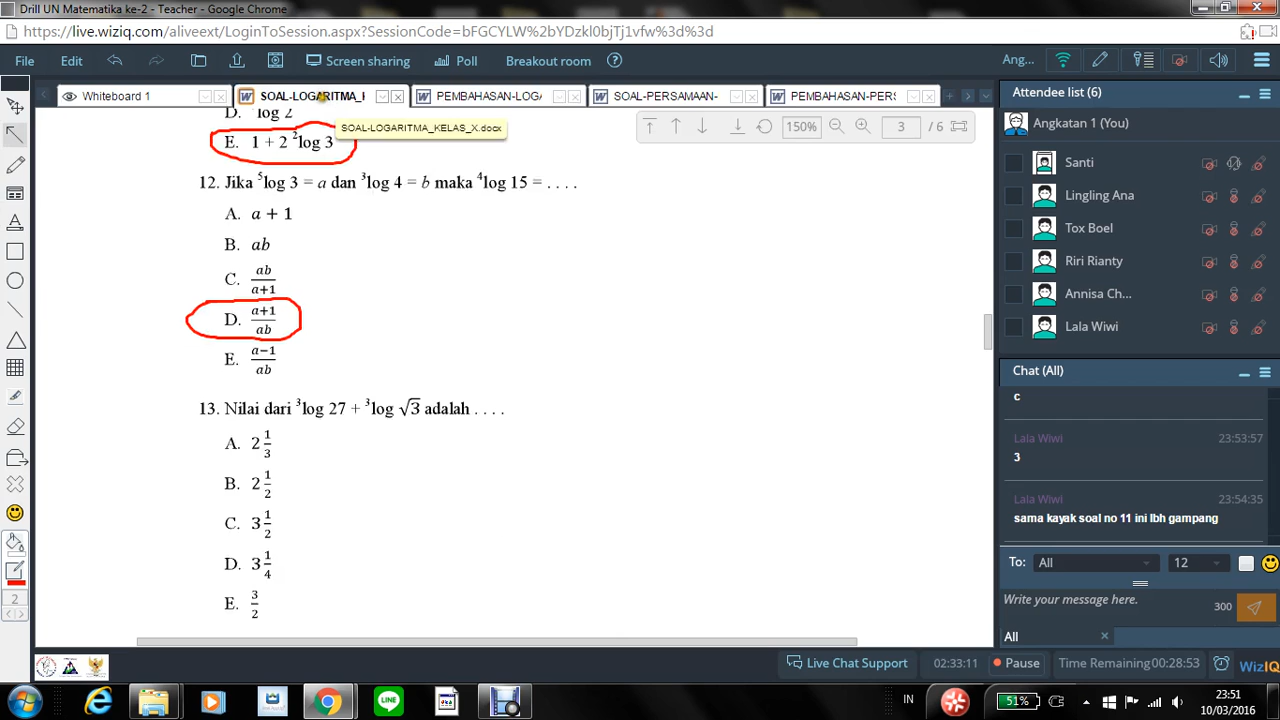 Drill UN Matematika ke-2 - Teacher - Google Chrome
https://live.wiziq.com/aliveext/LoginToSession.aspx?SessionCode=bFGCYLW%2bYDzkl0bjTj1vfw%3d%3d
File Edit Screen sharing Poll Breakout room ? Ang...
Whiteboard 1 SOAL-LOGARITMA_K PEMBAHASAN-LOGA SOAL-PERSAMAAN- PEMBAHASAN-PERS
Attendee list (6)
SOAL-LOGARITMA_KELAS_X.docx
150% 3 / 6
Angkatan 1 (You)
Santi
Lingling Ana
Tox Boel
Riri Rianty
Annisa Ch...
Lala Wiwi
D. log 2
E. 1 + 2 ²log 3
12. Jika ⁵log 3 = a dan ³log 4 = b maka ⁴log 15 = . . . .
A. a + 1
B. ab
C. ab/a+1
D. a+1/ab
E. a−1/ab
13. Nilai dari ³log 27 + ³log √3 adalah . . . .
A. 2 1/3
B. 2 1/2
C. 3 1/2
D. 3 1/4
E. 3/2
Chat (All)
c
Lala Wiwi 23:53:57
3
Lala Wiwi 23:54:35
sama kayak soal no 11 ini lbh gampang
To: All 12
Write your message here. 300
All
2
Live Chat Support 02:33:11 Pause Time Remaining 00:28:53 WizIQ
LINE
IN 51% 23:51
10/03/2016